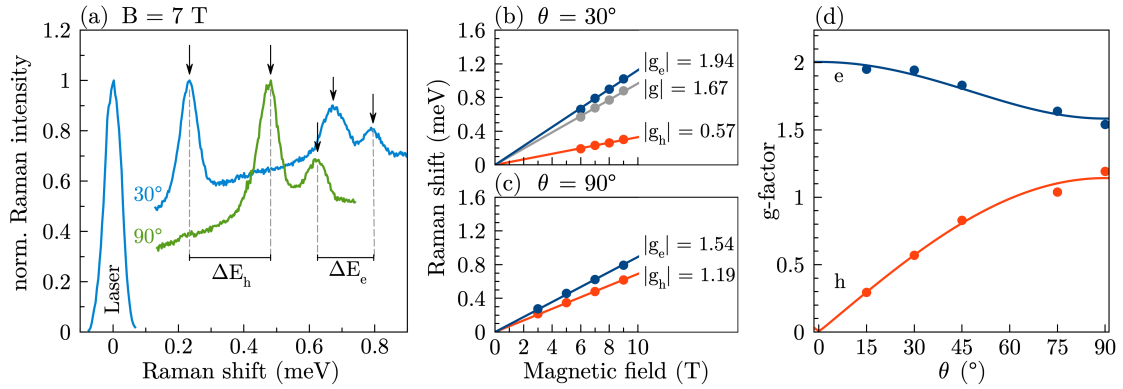 (a) B = 7 T
norm. Raman intensity
1.2
1
0.8
0.6
0.4
0.2
0
30°
90°
Laser
ΔE_h
ΔE_e
0 0.2 0.4 0.6 0.8
Raman shift (meV)
(b) θ = 30°
Raman shift (meV)
1.6
1.2
0.8
0.4
0
|g_e| = 1.94
|g| = 1.67
|g_h| = 0.57
(c) θ = 90°
1.6
1.2
0.8
0.4
0
|g_e| = 1.54
|g_h| = 1.19
0 2 4 6 8 10
Magnetic field (T)
(d)
g-factor
2
1.5
1
0.5
0
e
h
0 15 30 45 60 75 90
θ (°)